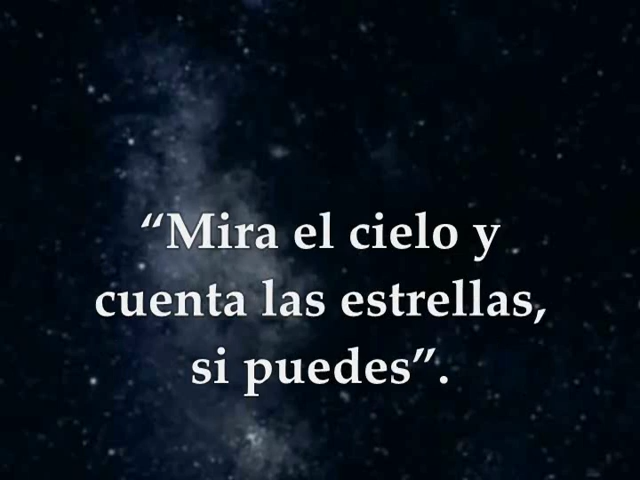 “Mira el cielo y
cuenta las estrellas,
si puedes”.